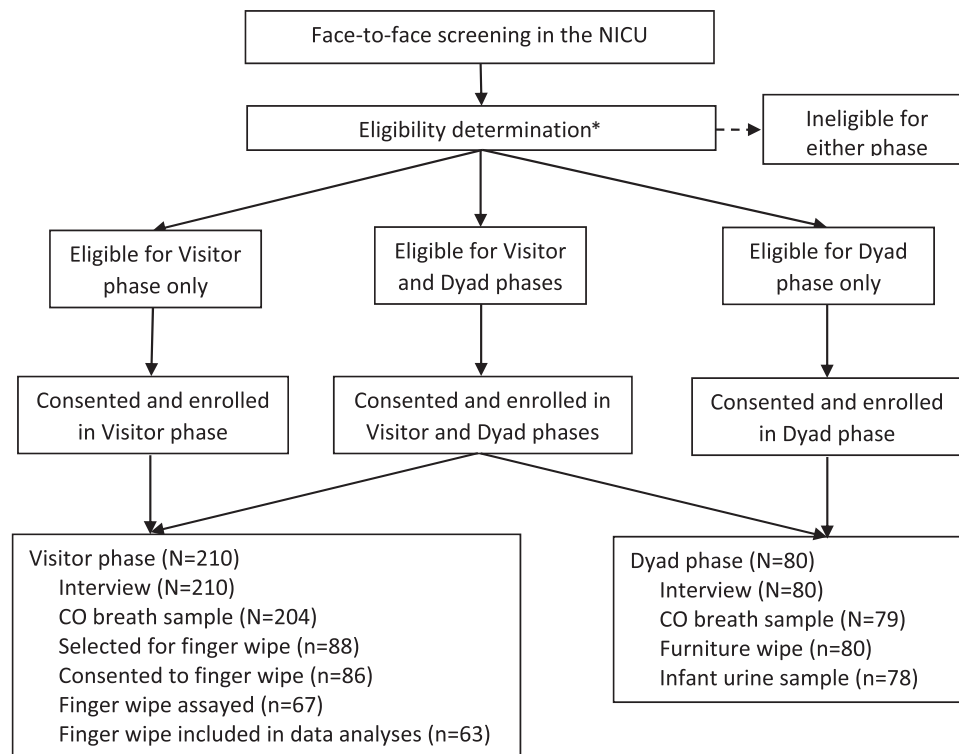 Face-to-face screening in the NICU
Eligibility determination*
Ineligible for
either phase
Eligible for Visitor
phase only
Eligible for Visitor
and Dyad phases
Eligible for Dyad
phase only
Consented and enrolled
in Visitor phase
Consented and enrolled in
Visitor and Dyad phases
Consented and enrolled
in Dyad phase
Visitor phase (N=210)
Interview (N=210)
CO breath sample (N=204)
Selected for finger wipe (n=88)
Consented to finger wipe (n=86)
Finger wipe assayed (n=67)
Finger wipe included in data analyses (n=63)
Dyad phase (N=80)
Interview (N=80)
CO breath sample (N=79)
Furniture wipe (n=80)
Infant urine sample (n=78)